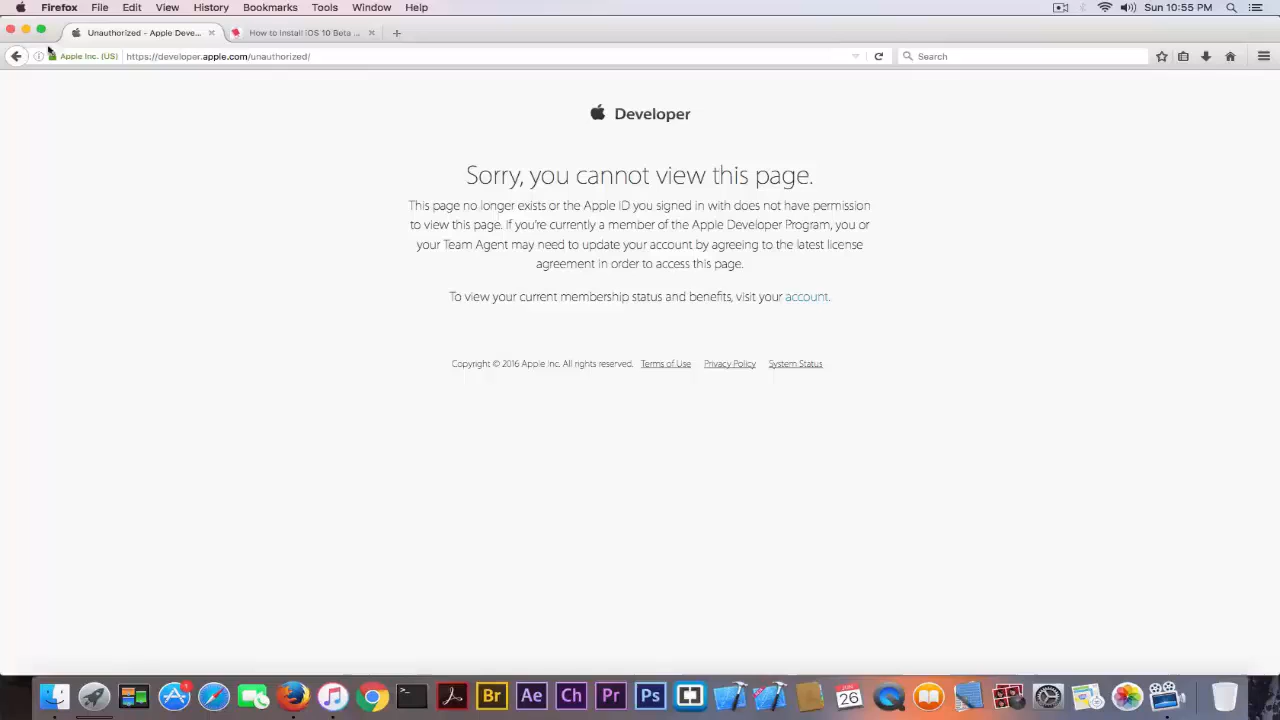 Firefox File Edit View History Bookmarks Tools Window Help Sun 10:55 PM
Unauthorized – Apple Deve... How to Install iOS 10 Beta ...
Apple Inc. (US) https://developer.apple.com/unauthorized/ Search
Developer
Sorry, you cannot view this page.
This page no longer exists or the Apple ID you signed in with does not have permission
to view this page. If you're currently a member of the Apple Developer Program, you or
your Team Agent may need to update your account by agreeing to the latest license
agreement in order to access this page.
To view your current membership status and benefits, visit your account.
Copyright © 2016 Apple Inc. All rights reserved. Terms of Use Privacy Policy System Status
1 Br Ae Ch Pr Ps JUN 26